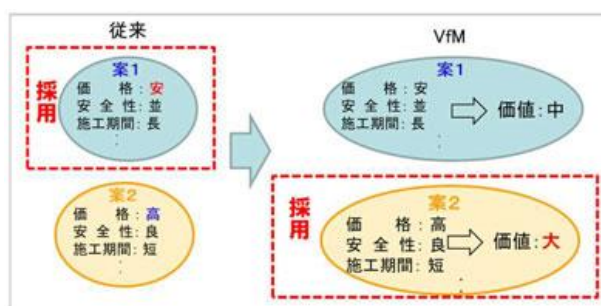 従来
案1
価　格：安
安全性：並
施工期間：長
：
採用
案2
価　格：高
安全性：良
施工期間：短
：
VfM
案1
価　格：安
安全性：並
施工期間：長
：
価値：中
採用
案2
価　格：高
安全性：良
施工期間：短
：
価値：大